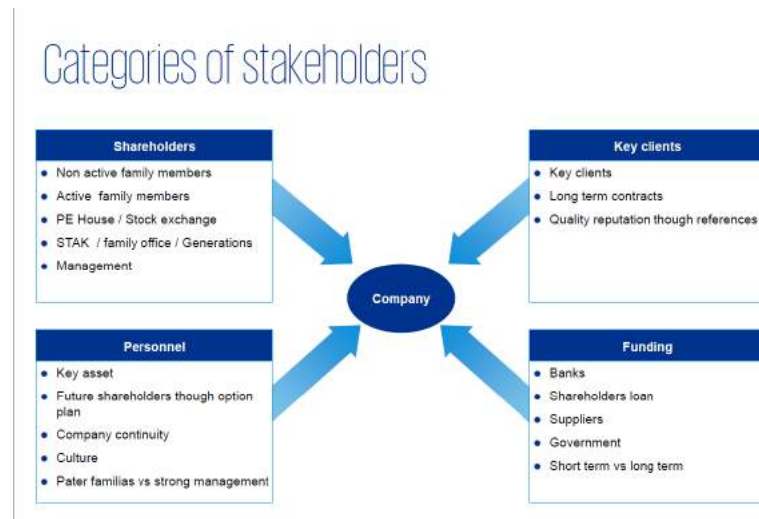 Categories of stakeholders
Shareholders
Non active family members
Active family members
PE House / Stock exchange
STAK / family office / Generations
Management
Key clients
Key clients
Long term contracts
Quality reputation though references
Company
Personnel
Key asset
Future shareholders though option
plan
Company continuity
Culture
Pater familias vs strong management
Funding
Banks
Shareholders loan
Suppliers
Government
Short term vs long term